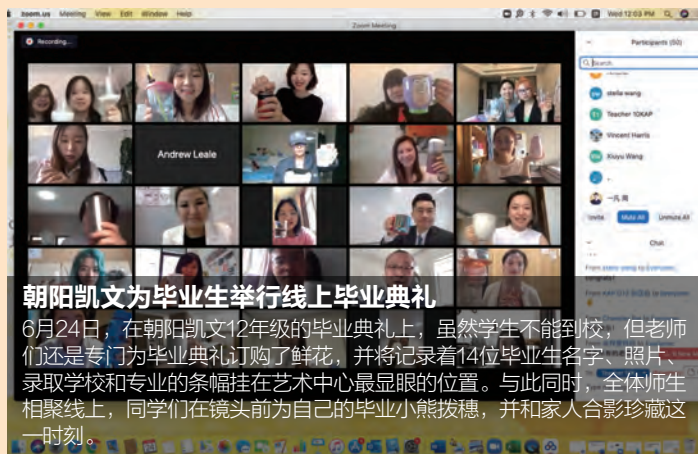 zoom.us Meeting View Edit Window Help
Wed 12:03 PM
Zoom Meeting
Recording...
Participants (50)
Search
stella wang
Teacher 1DKAP
Vincent Harris
Xiuyu Wang
一凡 周
Invite Mute All Unmute All
Chat
Andrew Leale
朝阳凯文为毕业生举行线上毕业典礼
6月24日，在朝阳凯文12年级的毕业典礼上，虽然学生不能到校，但老师
们还是专门为毕业典礼订购了鲜花，并将记录着14位毕业生名字、照片、
录取学校和专业的条幅挂在艺术中心最显眼的位置。与此同时，全体师生
相聚线上，同学们在镜头前为自己的毕业小熊拨穗，并和家人合影珍藏这
一时刻。